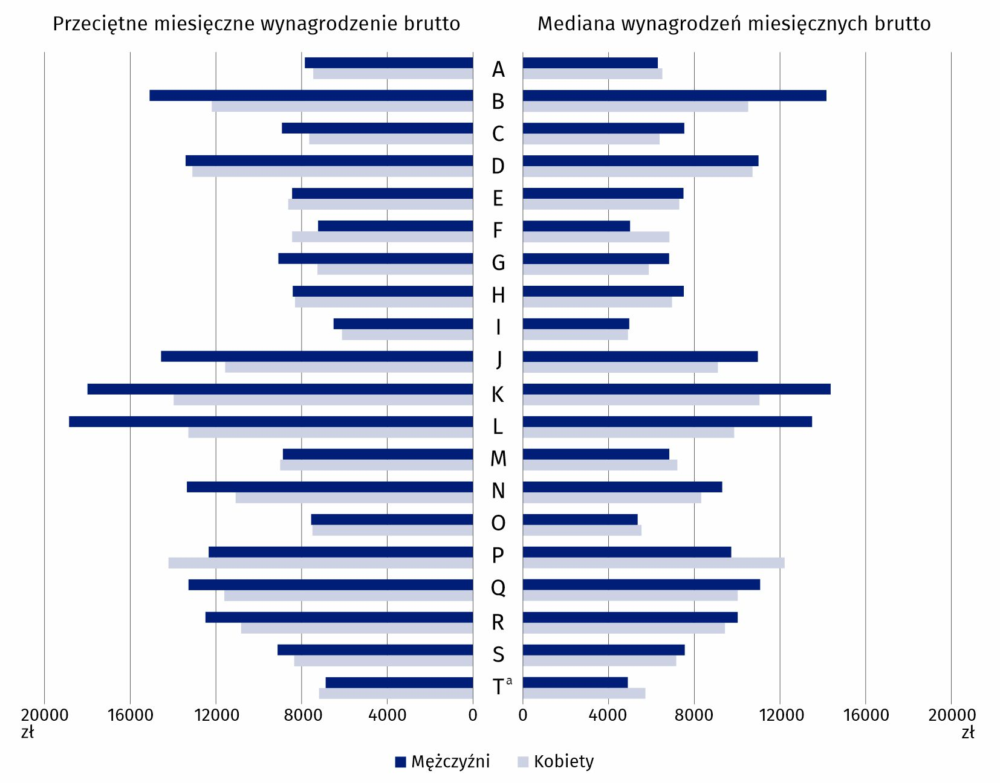 Przeciętne miesięczne wynagrodzenie brutto
Mediana wynagrodzeń miesięcznych brutto
A
B
C
D
E
F
G
H
I
J
K
L
M
N
O
P
Q
R
S
Tᵃ
20000 16000 12000 8000 4000 0
zł
0 4000 8000 12000 16000 20000
zł
Mężczyźni
Kobiety